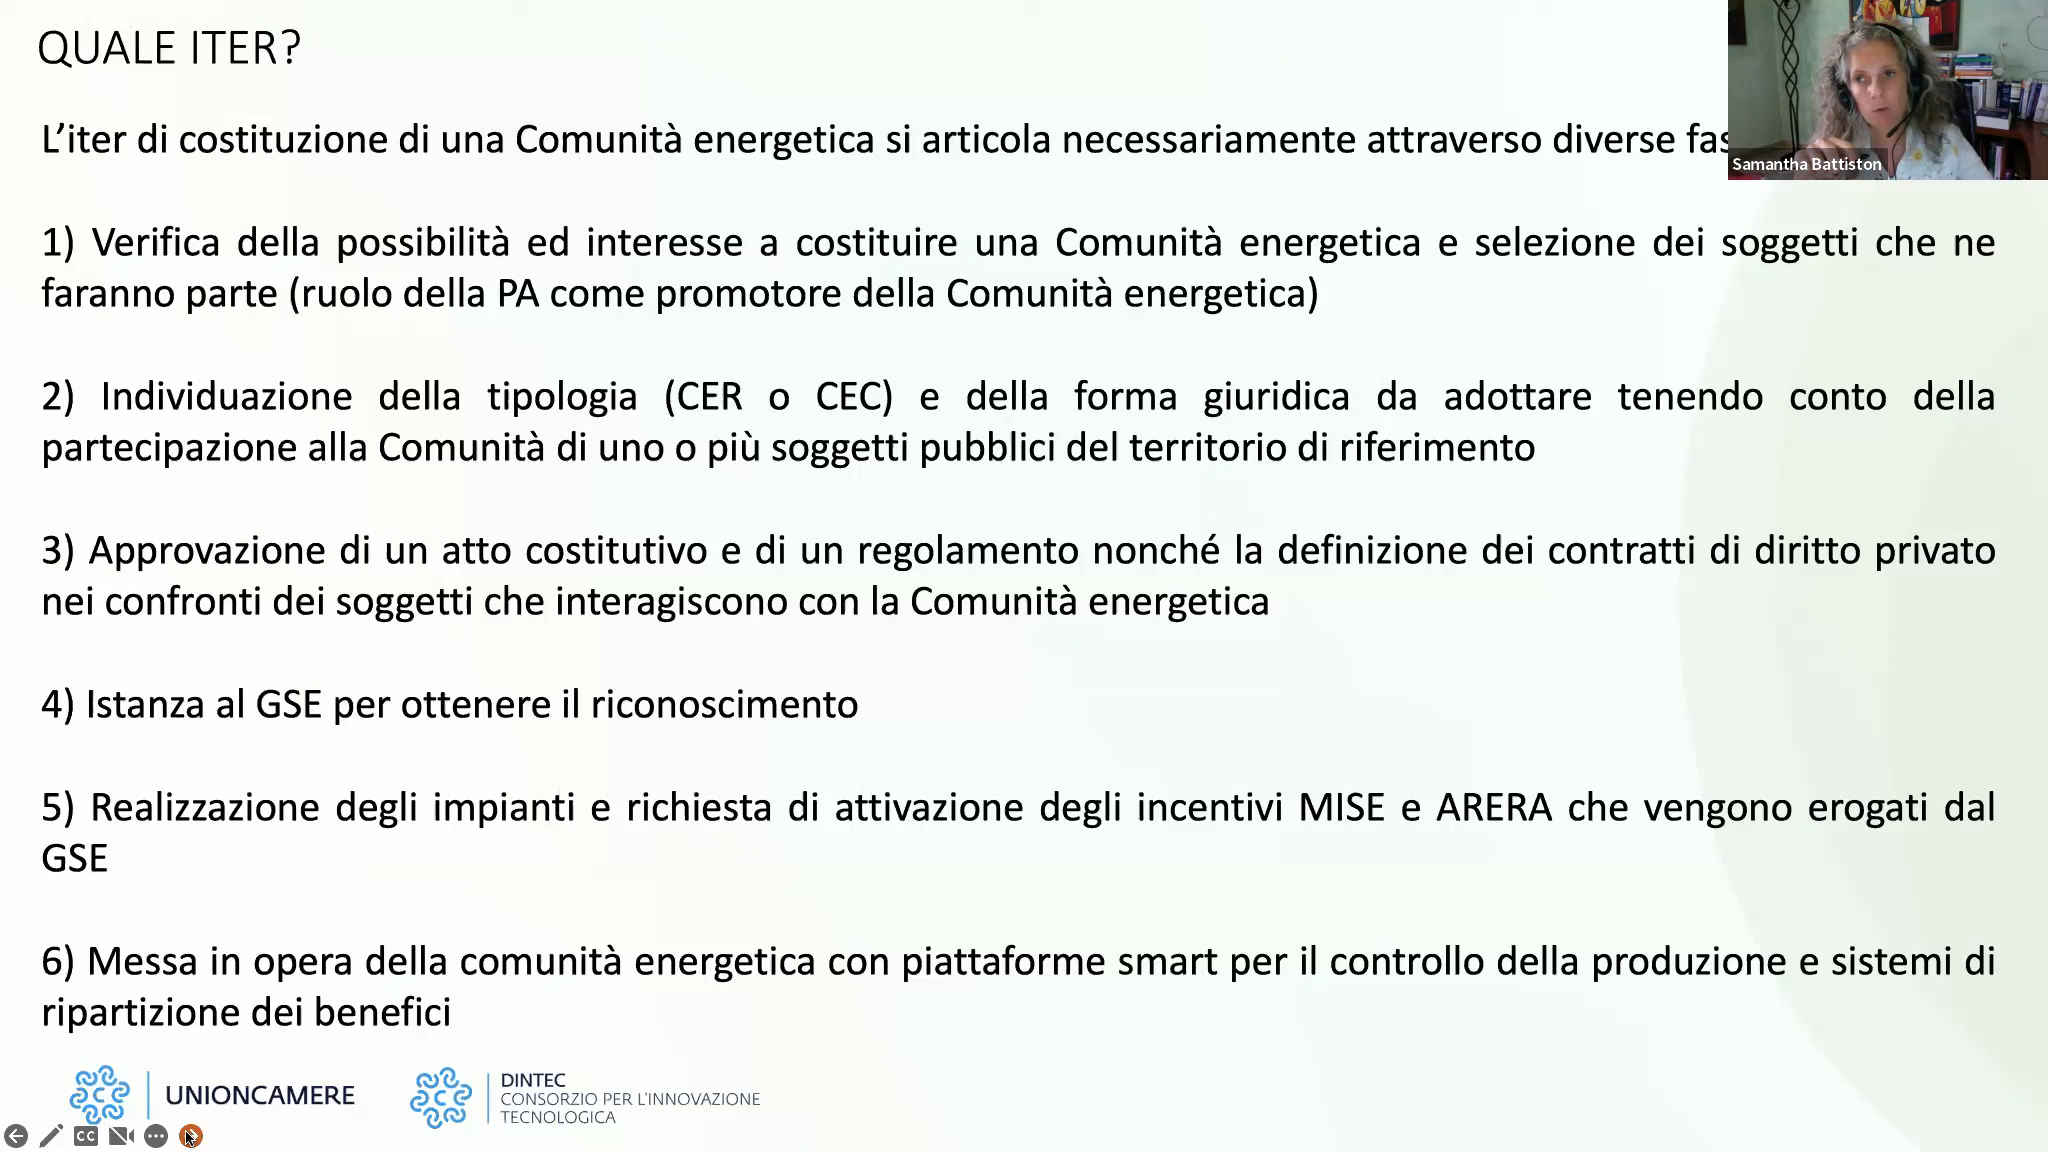 QUALE ITER?
L’iter di costituzione di una Comunità energetica si articola necessariamente attraverso diverse
Samantha Battiston
1) Verifica della possibilità ed interesse a costituire una Comunità energetica e selezione dei soggetti che ne
faranno parte (ruolo della PA come promotore della Comunità energetica)
2) Individuazione della tipologia (CER o CEC) e della forma giuridica da adottare tenendo conto della
partecipazione alla Comunità di uno o più soggetti pubblici del territorio di riferimento
3) Approvazione di un atto costitutivo e di un regolamento nonché la definizione dei contratti di diritto privato
nei confronti dei soggetti che interagiscono con la Comunità energetica
4) Istanza al GSE per ottenere il riconoscimento
5) Realizzazione degli impianti e richiesta di attivazione degli incentivi MISE e ARERA che vengono erogati dal
GSE
6) Messa in opera della comunità energetica con piattaforme smart per il controllo della produzione e sistemi di
ripartizione dei benefici
UNIONCAMERE
DINTEC
CONSORZIO PER L'INNOVAZIONE
TECNOLOGICA
CC